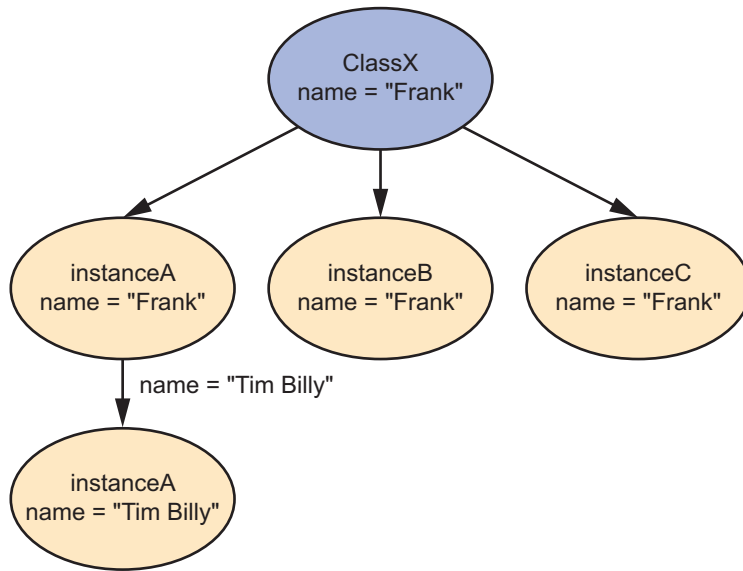 ClassX
name = "Frank"
instanceA
name = "Frank"
instanceB
name = "Frank"
instanceC
name = "Frank"
name = "Tim Billy"
instanceA
name = "Tim Billy"